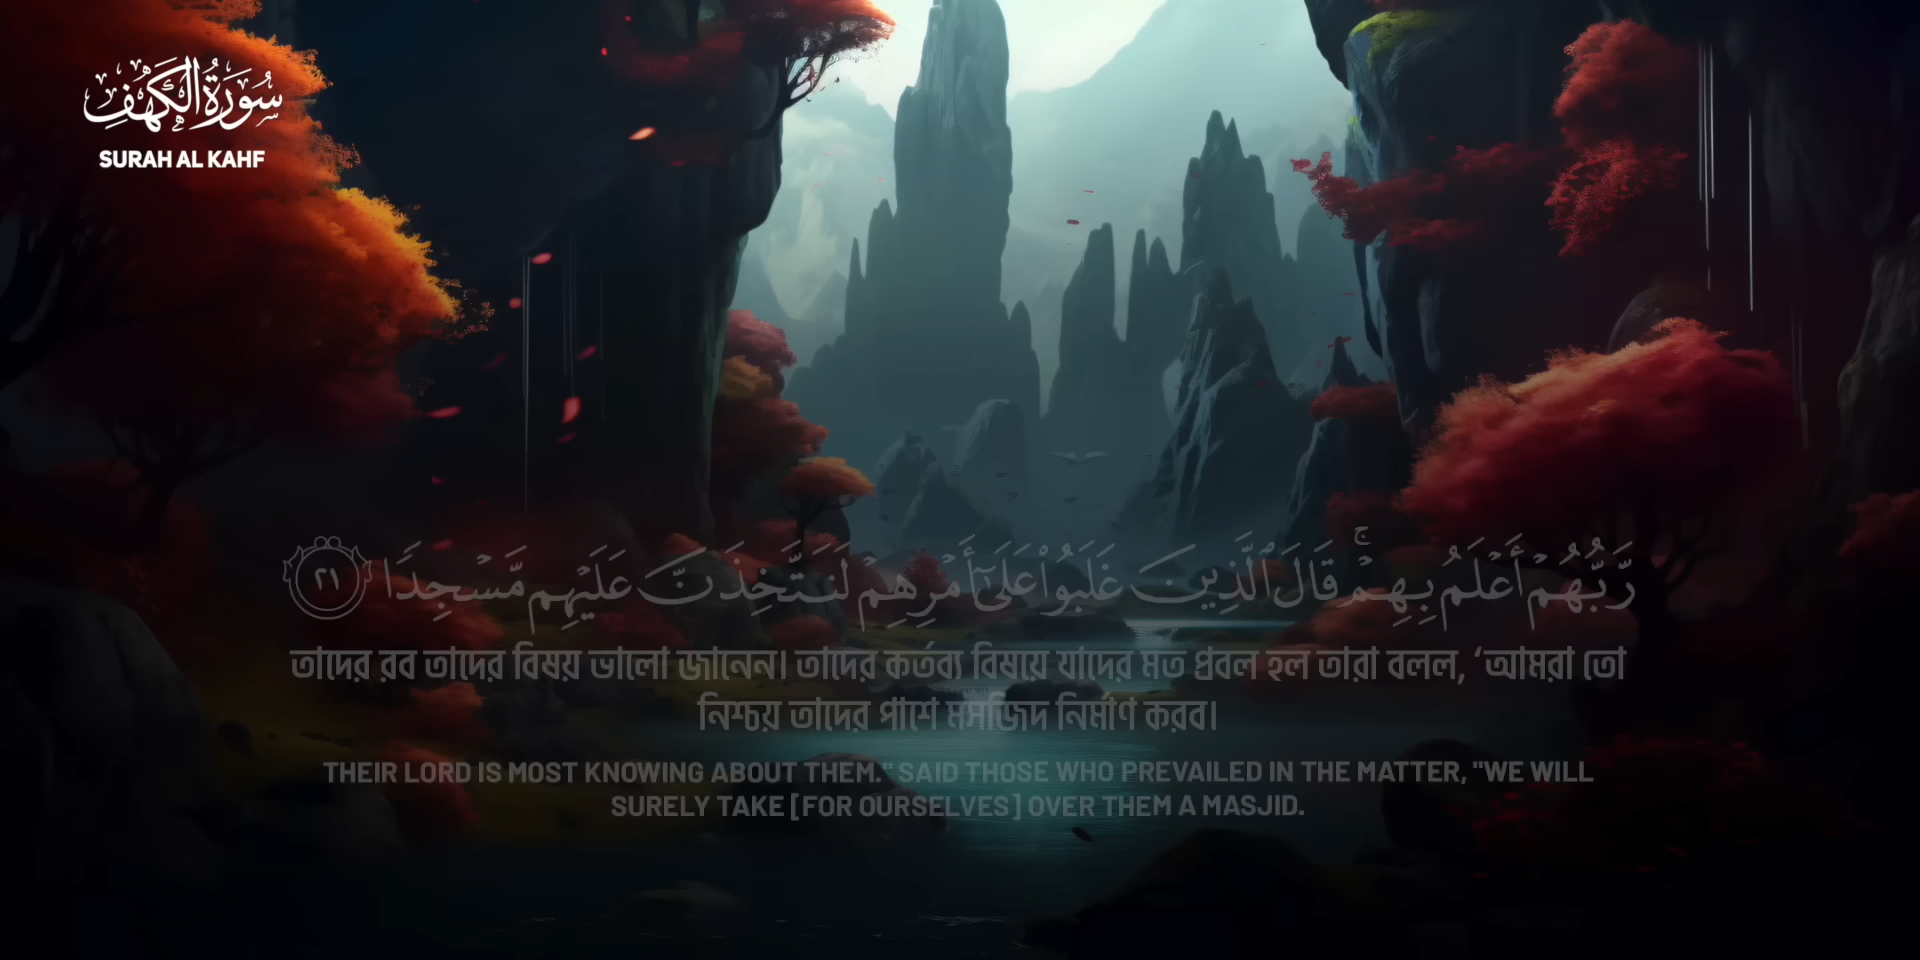 سُورَةُ الْكَهْفِ
SURAH AL KAHF
رَّبُّهُمْ أَعْلَمُ بِهِمْ ۚ قَالَ ٱلَّذِينَ غَلَبُوا۟ عَلَىٰٓ أَمْرِهِمْ لَنَتَّخِذَنَّ عَلَيْهِم مَّسْجِدًا ٢١
তাদের রব তাদের বিষয় ভালো জানেন। তাদের কর্তব্য বিষয়ে যাদের মত প্রবল হল তারা বলল, ‘আমরা তো
নিশ্চয় তাদের পাশে মসজিদ নির্মাণ করব।
THEIR LORD IS MOST KNOWING ABOUT THEM." SAID THOSE WHO PREVAILED IN THE MATTER, "WE WILL
SURELY TAKE [FOR OURSELVES] OVER THEM A MASJID.